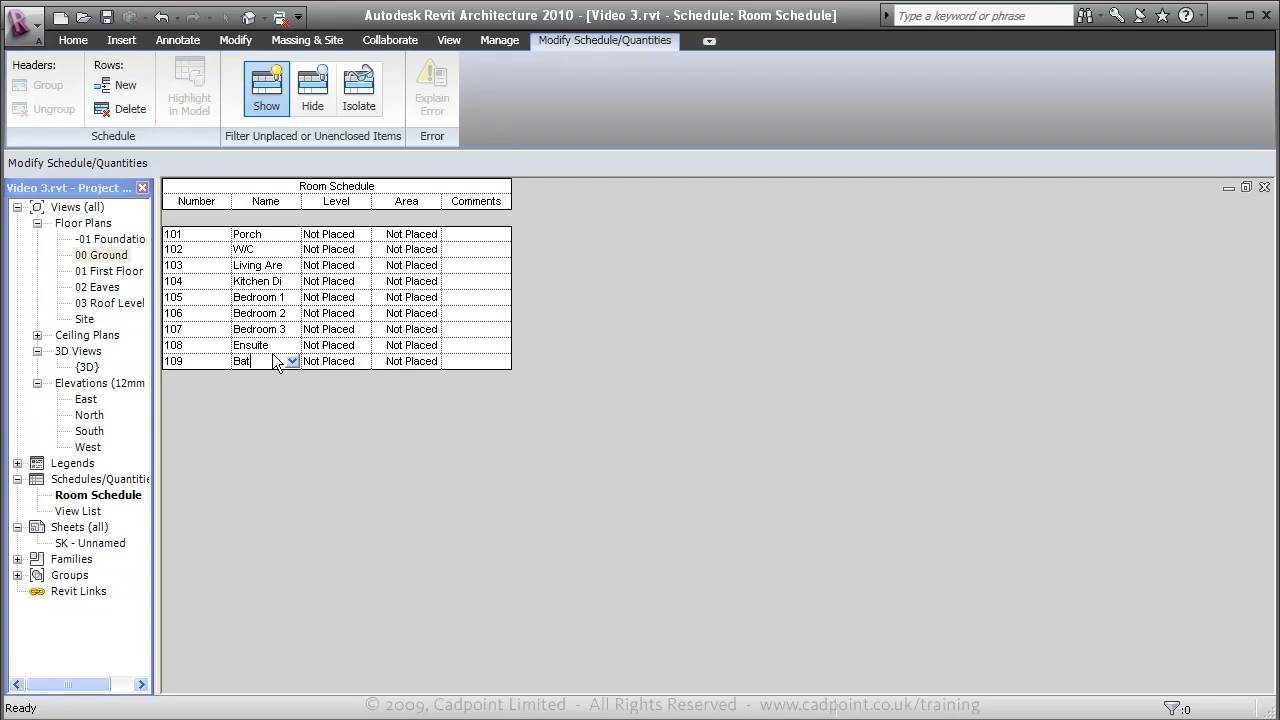 Autodesk Revit Architecture 2010 - [Video 3.rvt - Schedule: Room Schedule]
Type a keyword or phrase
Home Insert Annotate Modify Massing & Site Collaborate View Manage Modify Schedule/Quantities
Headers: Rows:
Group New
Ungroup Delete
Highlight in Model
Show Hide Isolate
Explain Error
Schedule Filter Unplaced or Unenclosed Items Error
Modify Schedule/Quantities
Video 3.rvt - Project ...
Views (all)
Floor Plans
-01 Foundatio
00 Ground
01 First Floor
02 Eaves
03 Roof Level
Site
Ceiling Plans
3D Views
{3D}
Elevations (12mm
East
North
South
West
Legends
Schedules/Quantitie
Room Schedule
View List
Sheets (all)
SK - Unnamed
Families
Groups
Revit Links
Room Schedule
Number Name Level Area Comments
101 Porch Not Placed Not Placed
102 W/C Not Placed Not Placed
103 Living Are Not Placed Not Placed
104 Kitchen Di Not Placed Not Placed
105 Bedroom 1 Not Placed Not Placed
106 Bedroom 2 Not Placed Not Placed
107 Bedroom 3 Not Placed Not Placed
108 Ensuite Not Placed Not Placed
109 Bat Not Placed Not Placed
Ready
© 2009, Cadpoint Limited - All Rights Reserved - www.cadpoint.co.uk/training
:0